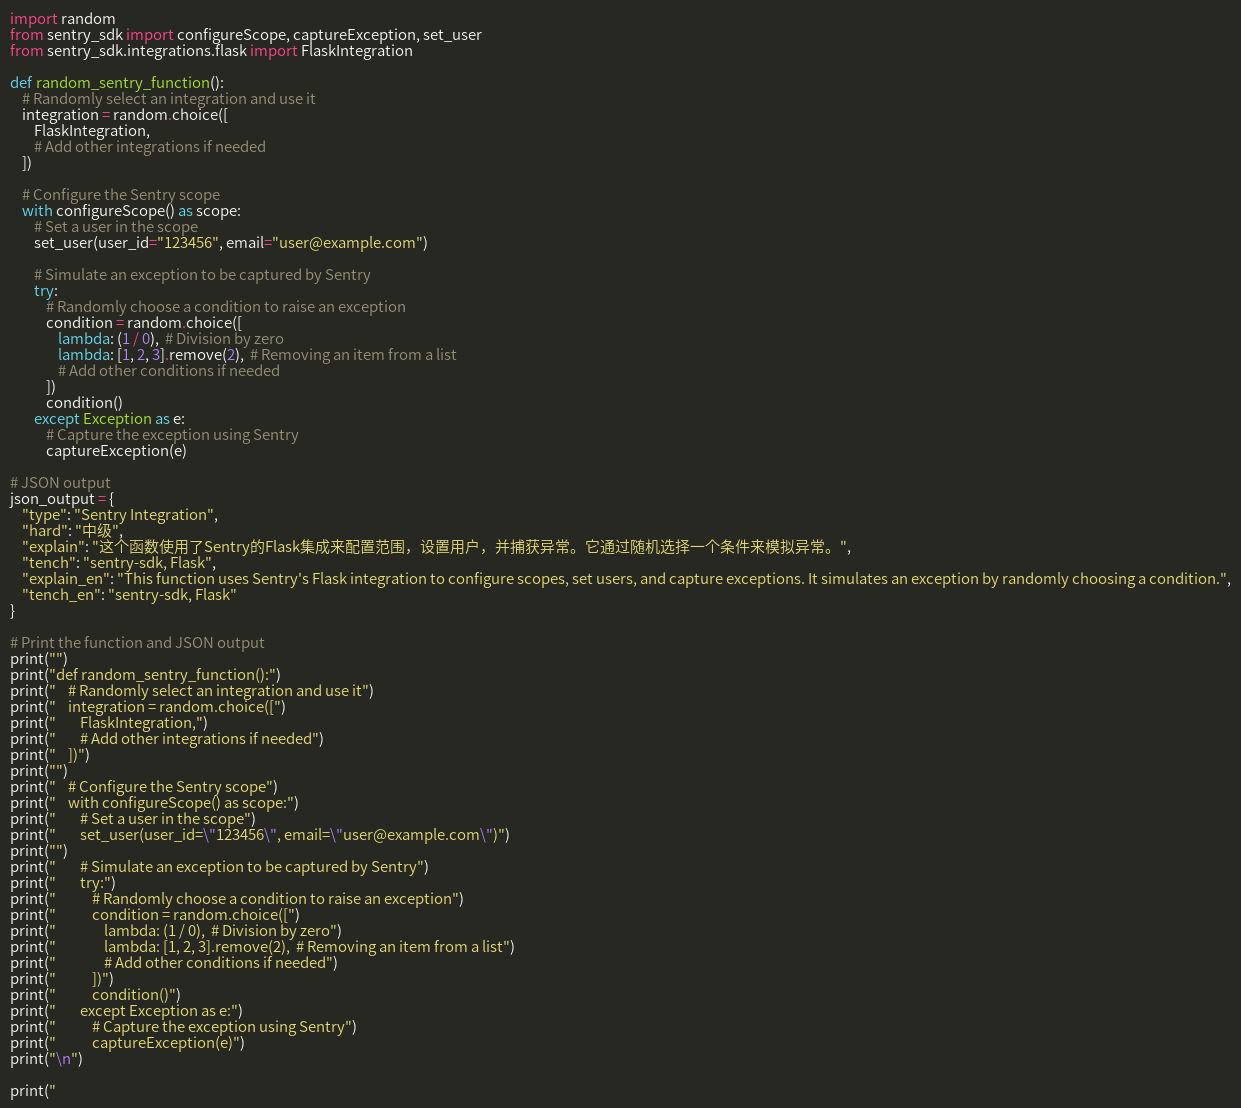 import random
from sentry_sdk import configureScope, captureException, set_user
from sentry_sdk.integrations.flask import FlaskIntegration

def random_sentry_function():
    # Randomly select an integration and use it
    integration = random.choice([
        FlaskIntegration,
        # Add other integrations if needed
    ])

    # Configure the Sentry scope
    with configureScope() as scope:
        # Set a user in the scope
        set_user(user_id="123456", email="user@example.com")

        # Simulate an exception to be captured by Sentry
        try:
            # Randomly choose a condition to raise an exception
            condition = random.choice([
                lambda: (1 / 0),  # Division by zero
                lambda: [1, 2, 3].remove(2),  # Removing an item from a list
                # Add other conditions if needed
            ])
            condition()
        except Exception as e:
            # Capture the exception using Sentry
            captureException(e)

# JSON output
json_output = {
    "type": "Sentry Integration",
    "hard": "中级",
    "explain": "这个函数使用了Sentry的Flask集成来配置范围，设置用户，并捕获异常。它通过随机选择一个条件来模拟异常。",
    "tench": "sentry-sdk, Flask",
    "explain_en": "This function uses Sentry's Flask integration to configure scopes, set users, and capture exceptions. It simulates an exception by randomly choosing a condition.",
    "tench_en": "sentry-sdk, Flask"
}

# Print the function and JSON output
print("")
print("def random_sentry_function():")
print("    # Randomly select an integration and use it")
print("    integration = random.choice([")
print("        FlaskIntegration,")
print("        # Add other integrations if needed")
print("    ])")
print("")
print("    # Configure the Sentry scope")
print("    with configureScope() as scope:")
print("        # Set a user in the scope")
print("        set_user(user_id=\"123456\", email=\"user@example.com\")")
print("")
print("        # Simulate an exception to be captured by Sentry")
print("        try:")
print("            # Randomly choose a condition to raise an exception")
print("            condition = random.choice([")
print("                lambda: (1 / 0),  # Division by zero")
print("                lambda: [1, 2, 3].remove(2),  # Removing an item from a list")
print("                # Add other conditions if needed")
print("            ])")
print("            condition()")
print("        except Exception as e:")
print("            # Capture the exception using Sentry")
print("            captureException(e)")
print("\n")

print("